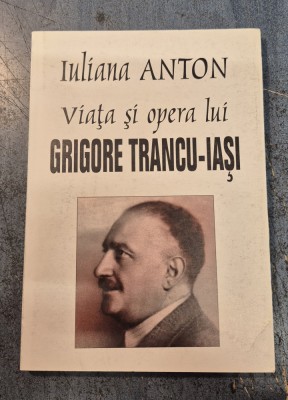 Iuliana ANTON
Viaţa şi opera lui
GRIGORE TRANCU-IAŞI